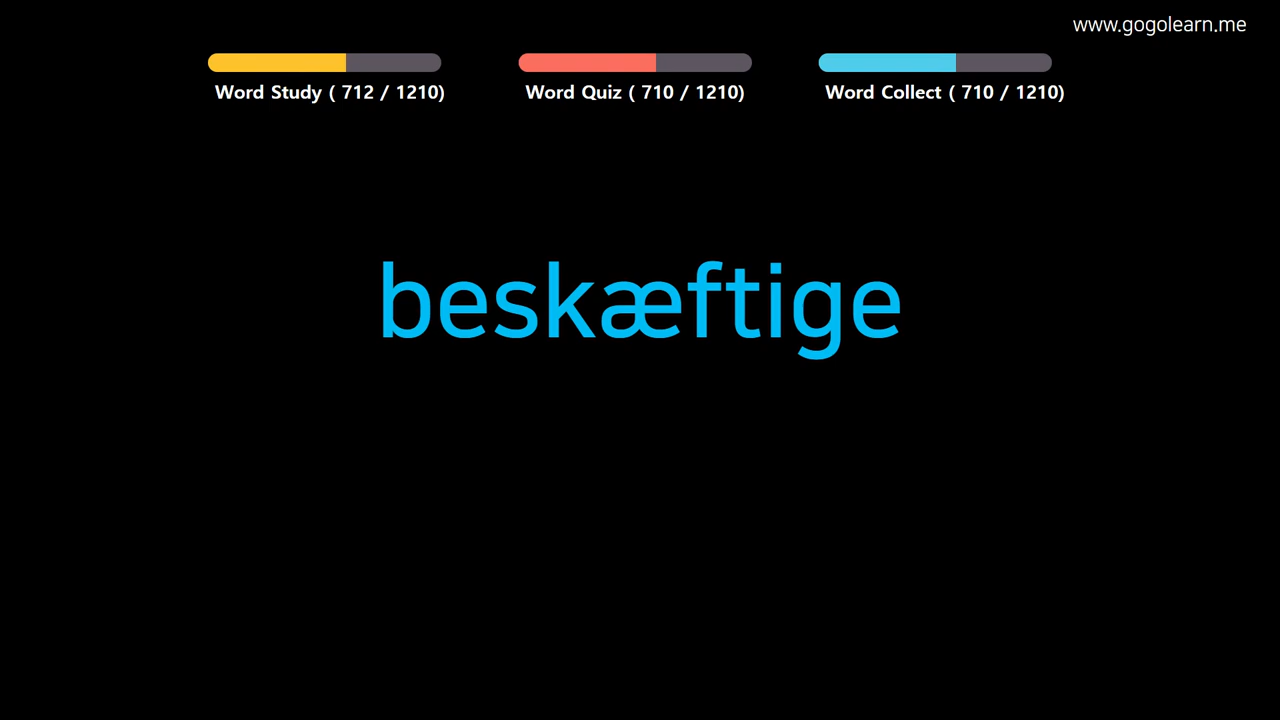 www.gogolearn.me
Word Study ( 712 / 1210)
Word Quiz ( 710 / 1210)
Word Collect ( 710 / 1210)
beskæftige